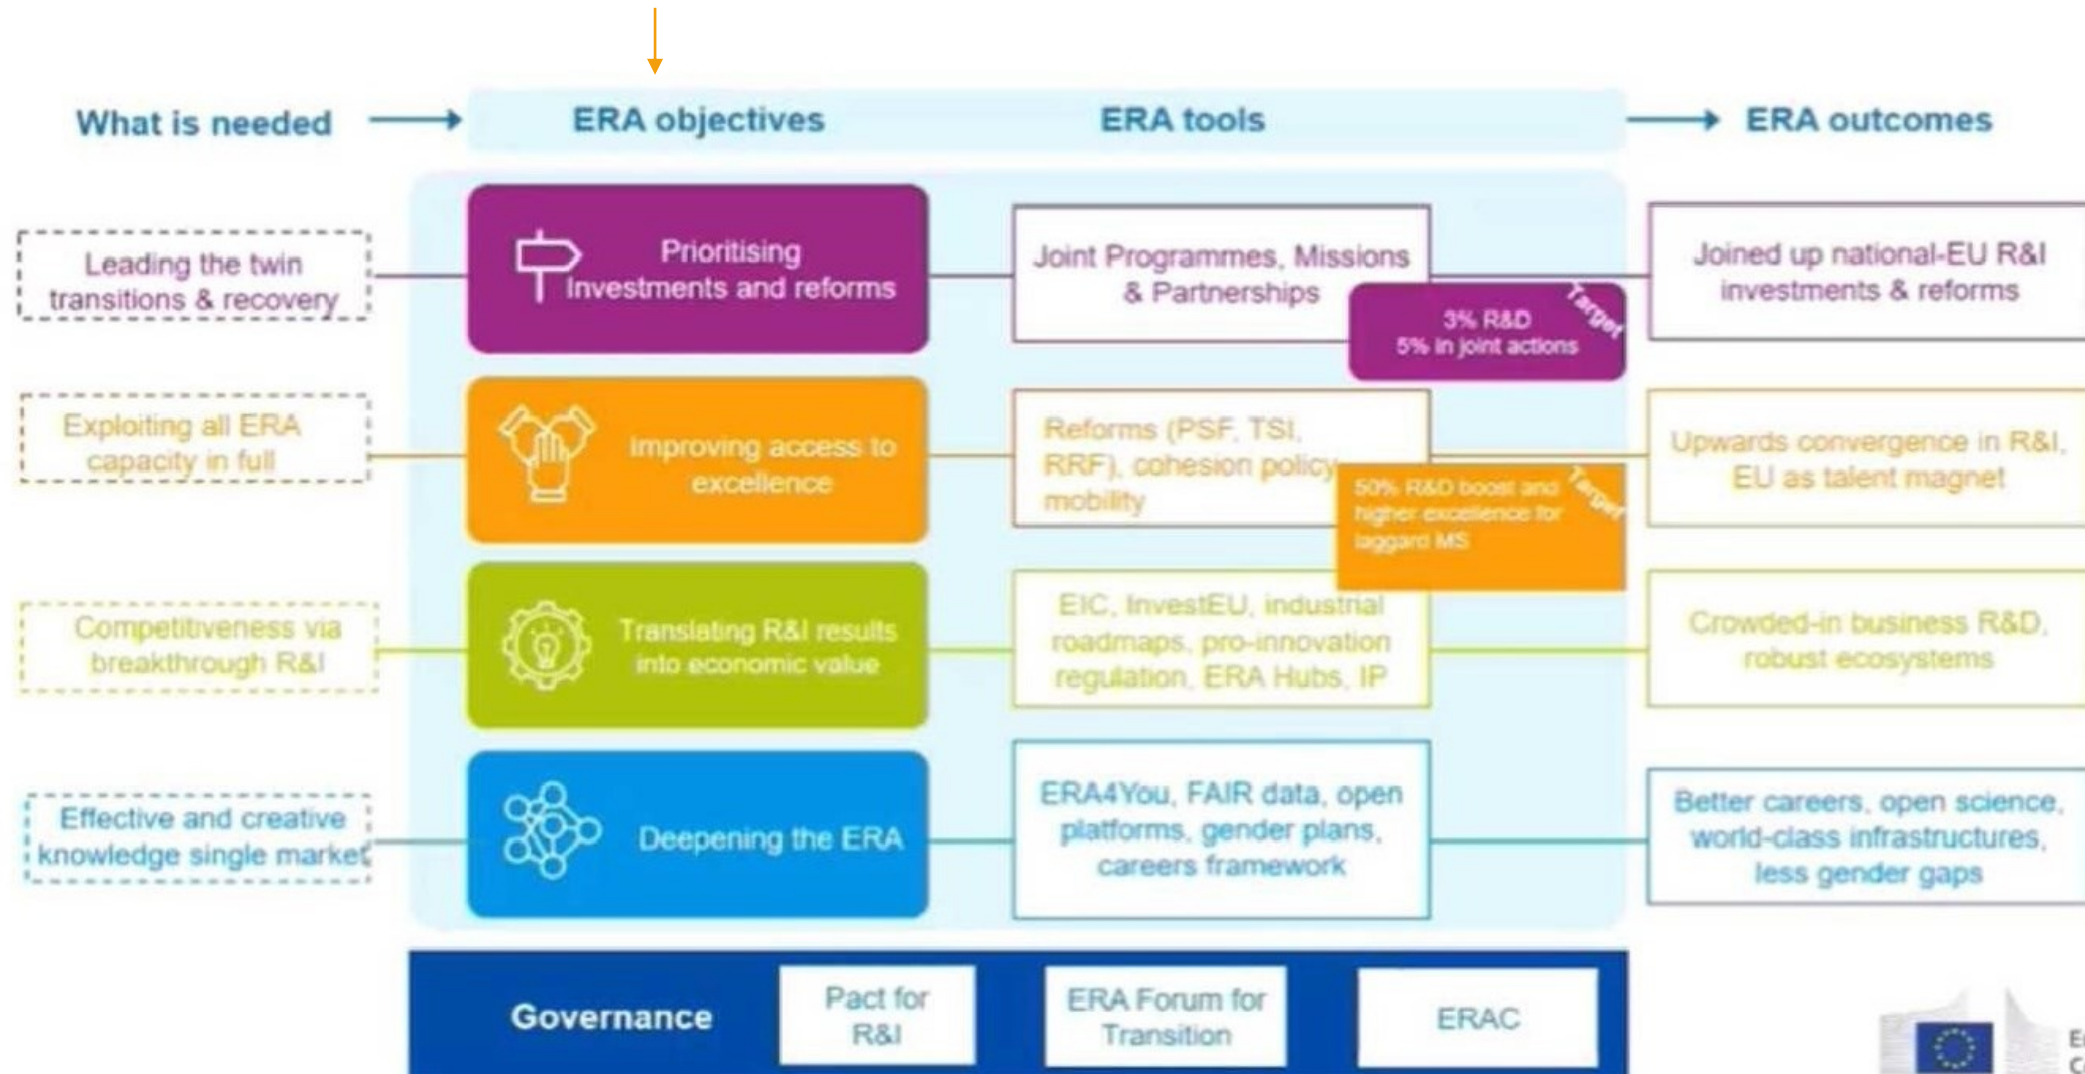 What is needed
ERA objectives
ERA tools
ERA outcomes
Leading the twin
transitions & recovery
Prioritising
Investments and reforms
Joint Programmes, Missions
& Partnerships
Target
3% R&D
5% in joint actions
Joined up national-EU R&I
investments & reforms
Exploiting all ERA
capacity in full
Improving access to
excellence
Reforms (PSF, TSI,
RRF), cohesion policy
mobility
Target
50% R&D boost and
higher excellence for
laggard MS
Upwards convergence in R&I,
EU as talent magnet
Competitiveness via
breakthrough R&I
Translating R&I results
into economic value
EIC, InvestEU, industrial
roadmaps, pro-innovation
regulation, ERA Hubs, IP
Crowded-in business R&D,
robust ecosystems
Effective and creative
knowledge single market
Deepening the ERA
ERA4You, FAIR data, open
platforms, gender plans,
careers framework
Better careers, open science,
world-class infrastructures,
less gender gaps
Governance
Pact for
R&I
ERA Forum for
Transition
ERAC